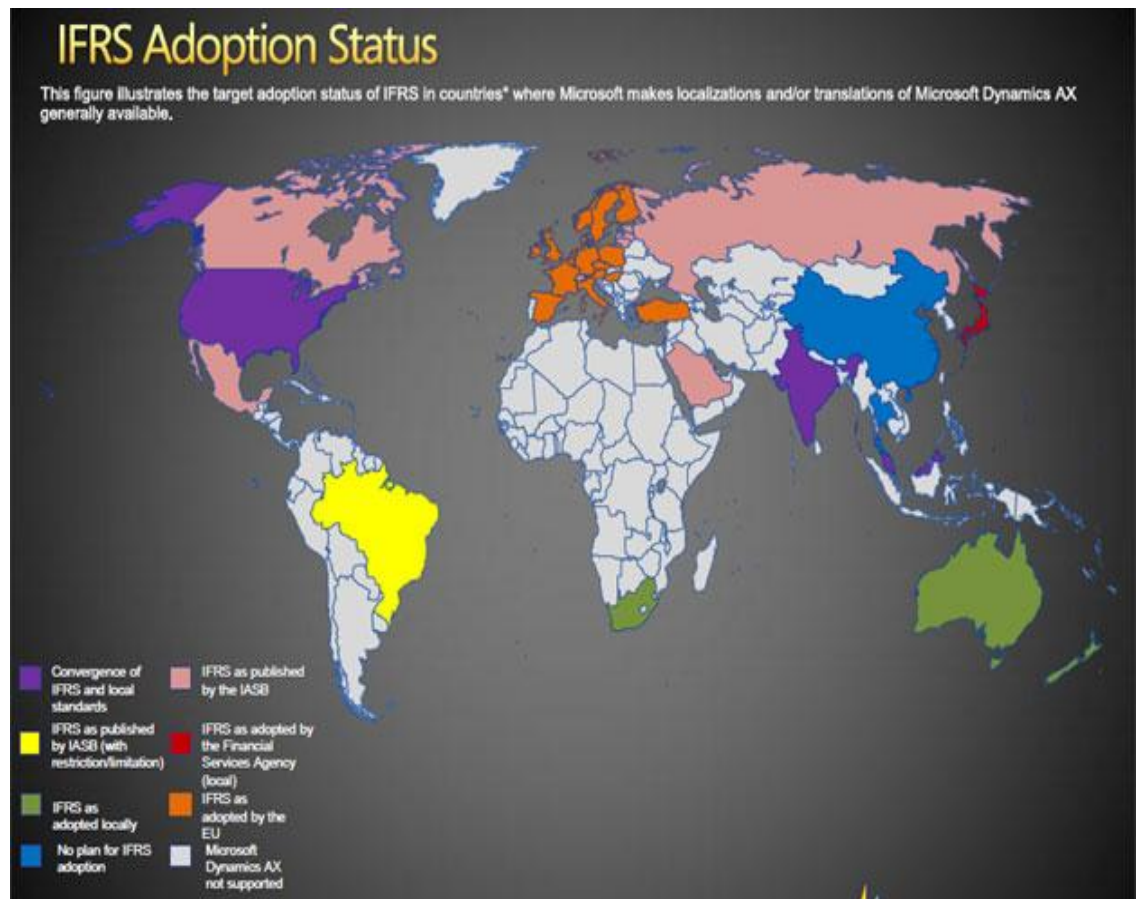 IFRS Adoption Status
This figure illustrates the target adoption status of IFRS in countries* where Microsoft makes localizations and/or translations of Microsoft Dynamics AX
generally available.
Convergence of
IFRS and local
standards
IFRS as published
by the IASB
IFRS as published
by IASB (with
restriction/limitation)
IFRS as adopted by
the Financial
Services Agency
(local)
IFRS as
adopted locally
IFRS as
adopted by the
EU
No plan for IFRS
adoption
Microsoft
Dynamics AX
not supported